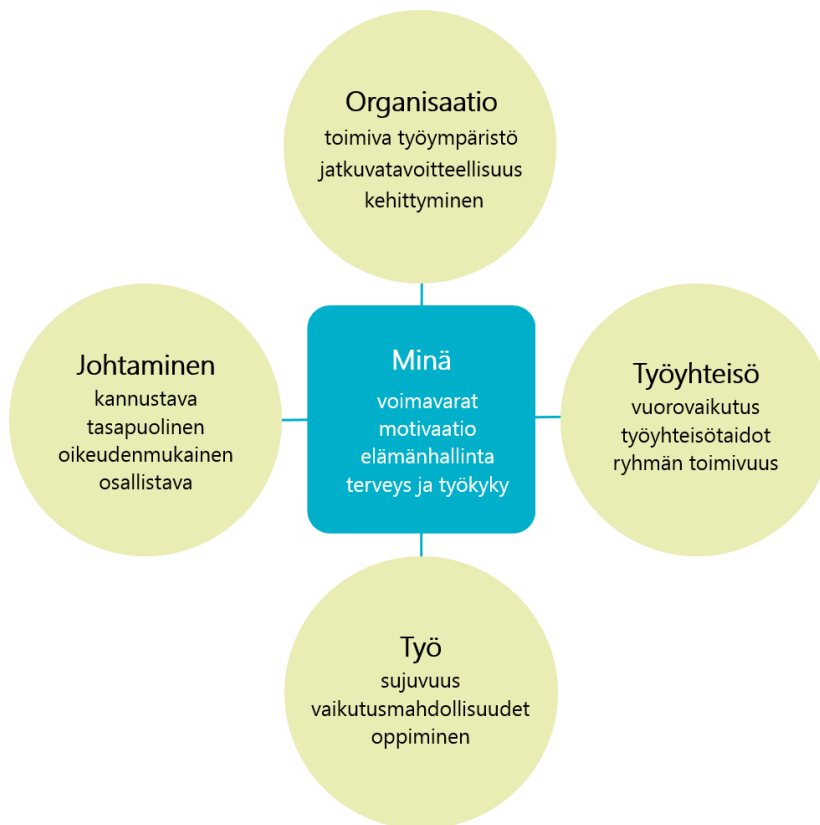 Organisaatio
toimiva työympäristö
jatkuvatavoitteellisuus
kehittyminen
Johtaminen
kannustava
tasapuolinen
oikeudenmukainen
osallistava
Minä
voimavarat
motivaatio
elämänhallinta
terveys ja työkyky
Työyhteisö
vuorovaikutus
työyhteisötaidot
ryhmän toimivuus
Työ
sujuvuus
vaikutusmahdollisuudet
oppiminen